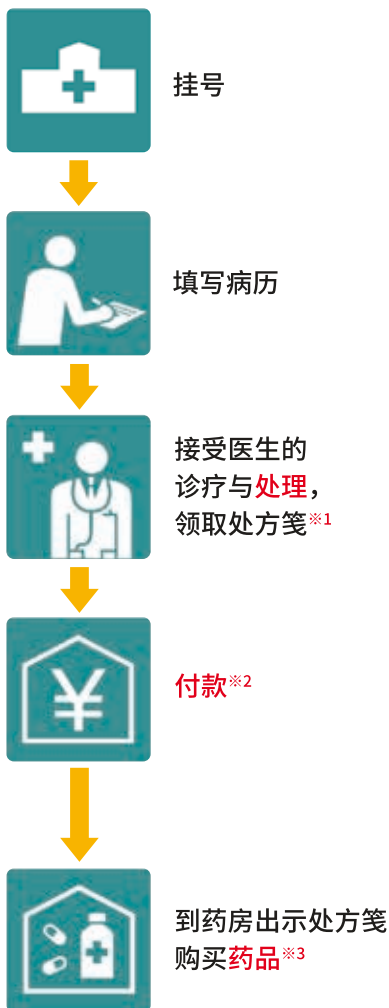 挂号
填写病历
接受医生的
诊疗与处理，
领取处方笺※1
¥
付款※2
到药房出示处方笺
购买药品※3